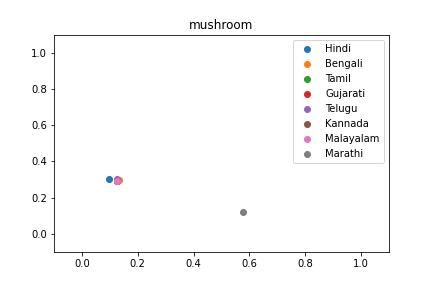 mushroom
1.0
0.8
0.6
0.4
0.2
0.0
0.0 0.2 0.4 0.6 0.8 1.0
Hindi
Bengali
Tamil
Gujarati
Telugu
Kannada
Malayalam
Marathi